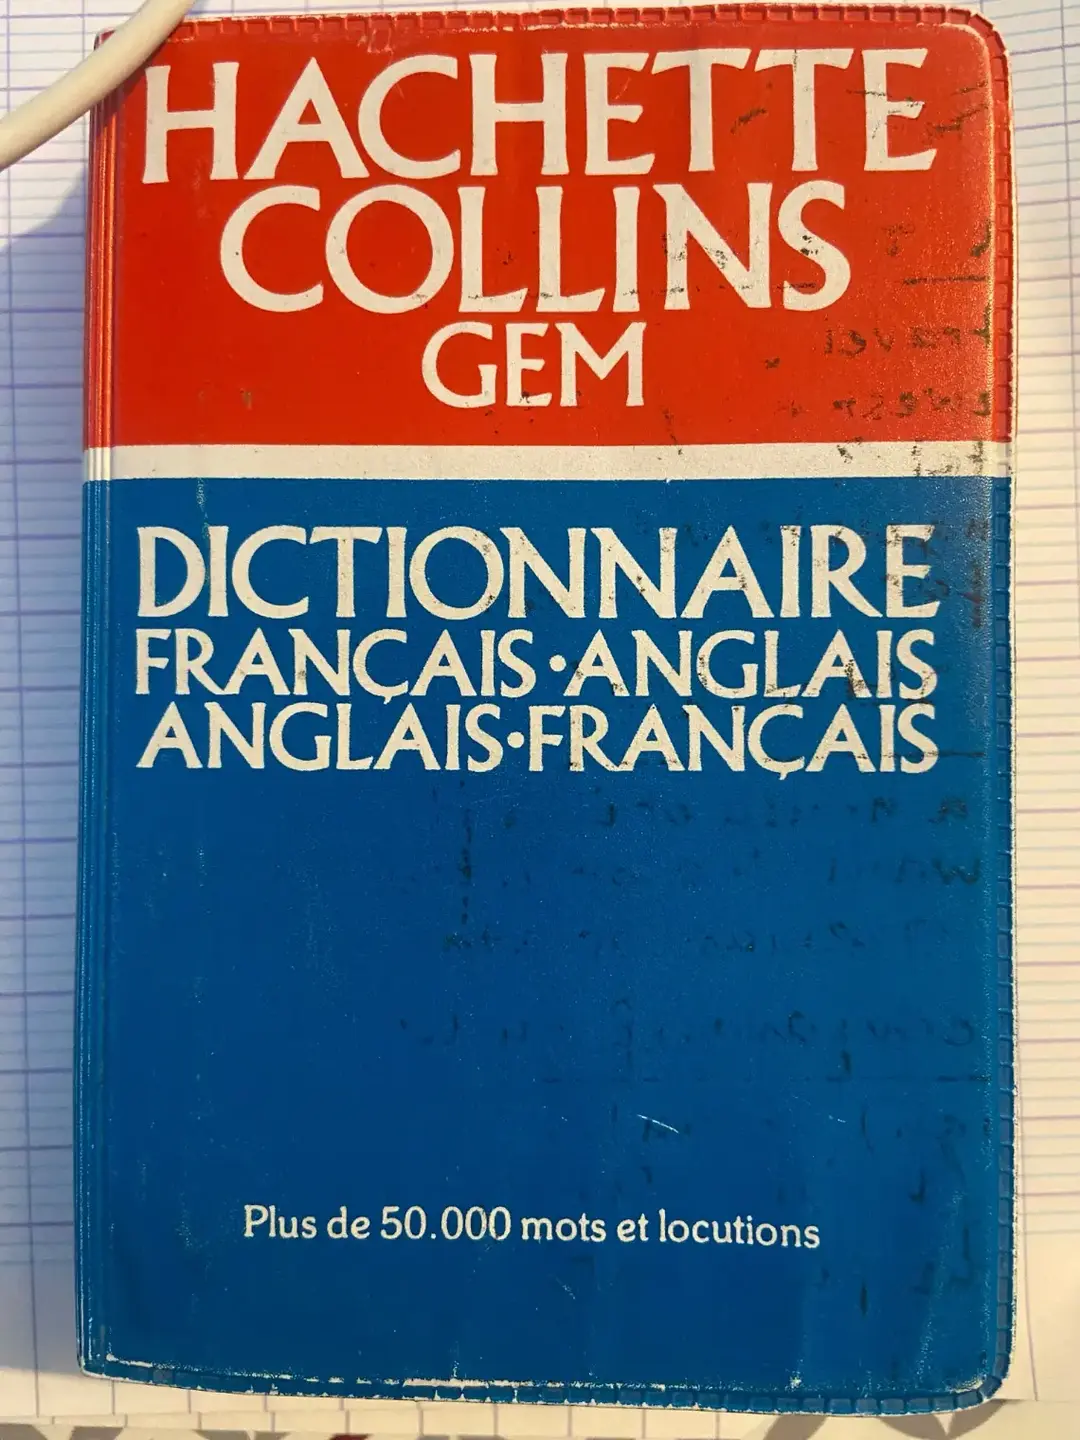 HACHETTE
COLLINS
GEM
DICTIONNAIRE
FRANÇAIS·ANGLAIS
ANGLAIS·FRANÇAIS
Plus de 50.000 mots et locutions